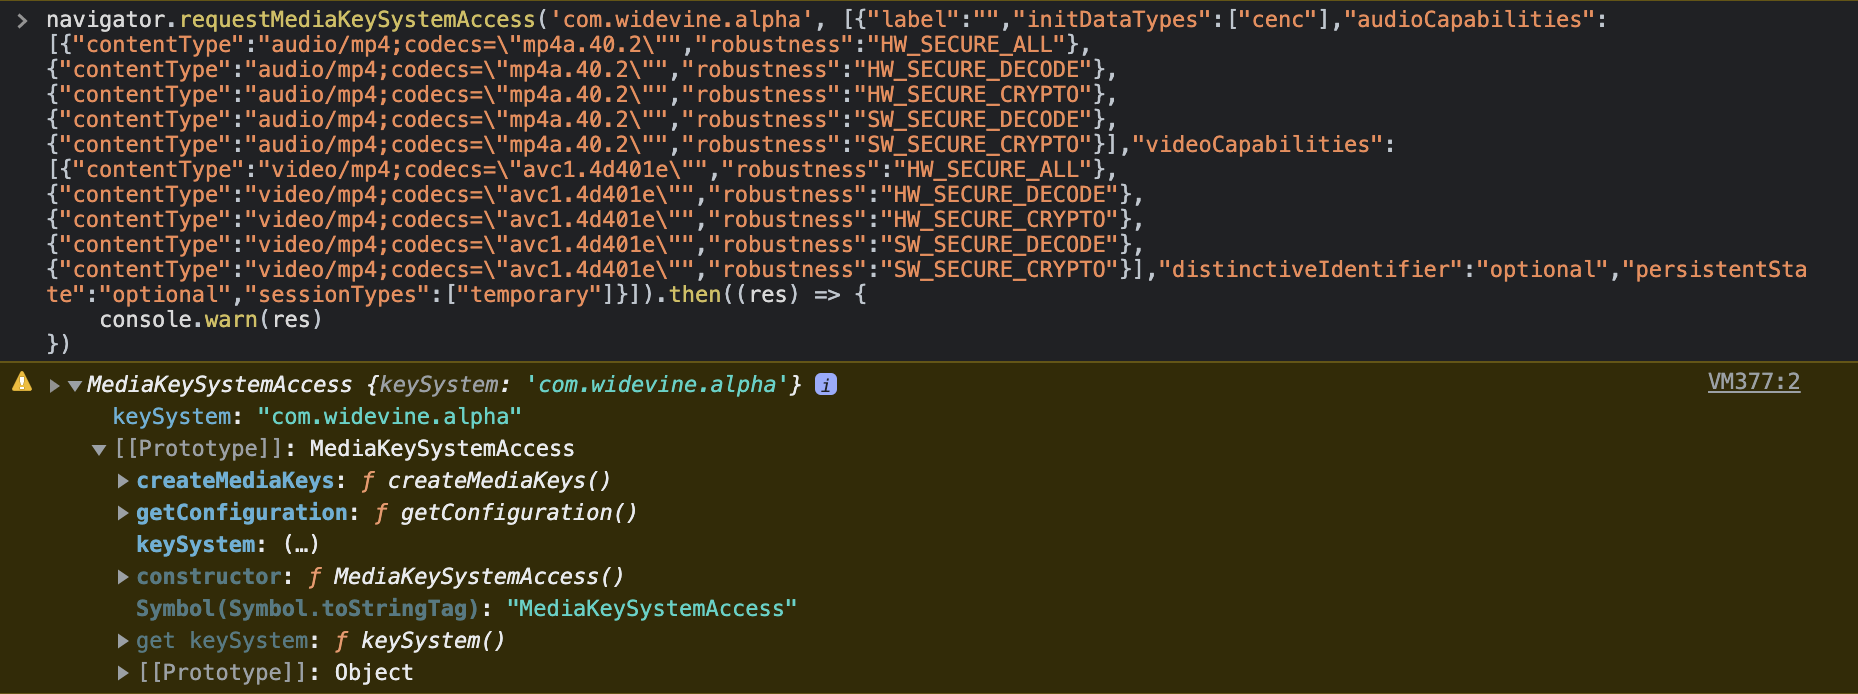 > navigator.requestMediaKeySystemAccess('com.widevine.alpha', [{"label":"","initDataTypes":["cenc"],"audioCapabilities":
[{"contentType":"audio/mp4;codecs=\"mp4a.40.2\"","robustness":"HW_SECURE_ALL"},
{"contentType":"audio/mp4;codecs=\"mp4a.40.2\"","robustness":"HW_SECURE_DECODE"},
{"contentType":"audio/mp4;codecs=\"mp4a.40.2\"","robustness":"HW_SECURE_CRYPTO"},
{"contentType":"audio/mp4;codecs=\"mp4a.40.2\"","robustness":"SW_SECURE_DECODE"},
{"contentType":"audio/mp4;codecs=\"mp4a.40.2\"","robustness":"SW_SECURE_CRYPTO"}],"videoCapabilities":
[{"contentType":"video/mp4;codecs=\"avc1.4d401e\"","robustness":"HW_SECURE_ALL"},
{"contentType":"video/mp4;codecs=\"avc1.4d401e\"","robustness":"HW_SECURE_DECODE"},
{"contentType":"video/mp4;codecs=\"avc1.4d401e\"","robustness":"HW_SECURE_CRYPTO"},
{"contentType":"video/mp4;codecs=\"avc1.4d401e\"","robustness":"SW_SECURE_DECODE"},
{"contentType":"video/mp4;codecs=\"avc1.4d401e\"","robustness":"SW_SECURE_CRYPTO"}],"distinctiveIdentifier":"optional","persistentSta
te":"optional","sessionTypes":["temporary"]}]).then((res) => {
console.warn(res)
})
MediaKeySystemAccess {keySystem: 'com.widevine.alpha'} i VM377:2
keySystem: "com.widevine.alpha"
[[Prototype]]: MediaKeySystemAccess
createMediaKeys: ƒ createMediaKeys()
getConfiguration: ƒ getConfiguration()
keySystem: (…)
constructor: ƒ MediaKeySystemAccess()
Symbol(Symbol.toStringTag): "MediaKeySystemAccess"
get keySystem: ƒ keySystem()
[[Prototype]]: Object